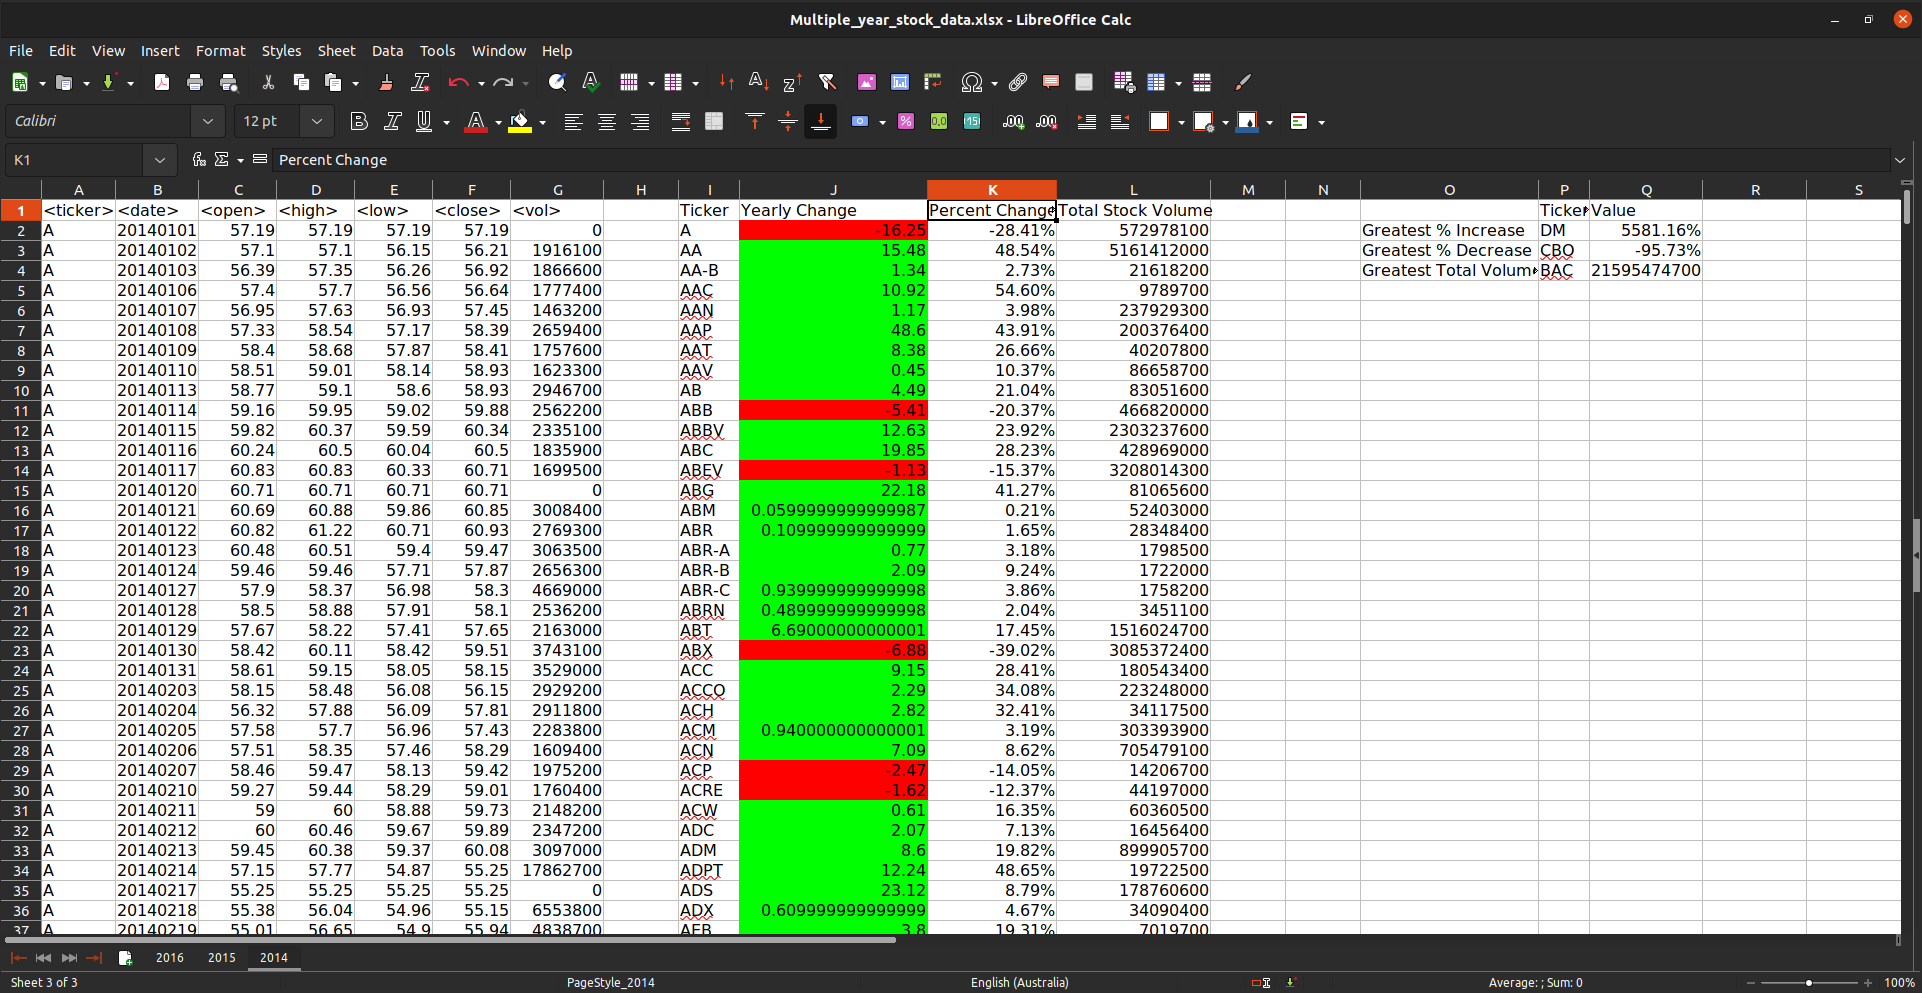 Multiple_year_stock_data.xlsx - LibreOffice Calc
File Edit View Insert Format Styles Sheet Data Tools Window Help
Calibri 12 pt
K1 Percent Change
A B C D E F G H I J K L M N O P Q R S
1 <ticker> <date> <open> <high> <low> <close> <vol> Ticker Yearly Change Percent Change Total Stock Volume Ticker Value
2 A 20140101 57.19 57.19 57.19 57.19 0 A -16.25 -28.41% 572978100 Greatest % Increase DM 5581.16%
3 A 20140102 57.1 57.1 56.15 56.21 1916100 AA 15.48 48.54% 5161412000 Greatest % Decrease CBO -95.73%
4 A 20140103 56.39 57.35 56.26 56.92 1866600 AA-B 1.34 2.73% 21618200 Greatest Total Volum BAC 21595474700
5 A 20140106 57.4 57.7 56.56 56.64 1777400 AAC 10.92 54.60% 9789700
6 A 20140107 56.95 57.63 56.93 57.45 1463200 AAN 1.17 3.98% 237929300
7 A 20140108 57.33 58.54 57.17 58.39 2659400 AAP 48.6 43.91% 200376400
8 A 20140109 58.4 58.68 57.87 58.41 1757600 AAT 8.38 26.66% 40207800
9 A 20140110 58.51 59.01 58.14 58.93 1623300 AAV 0.45 10.37% 86658700
10 A 20140113 58.77 59.1 58.6 58.93 2946700 AB 4.49 21.04% 83051600
11 A 20140114 59.16 59.95 59.02 59.88 2562200 ABB -5.41 -20.37% 466820000
12 A 20140115 59.82 60.37 59.59 60.34 2335100 ABBV 12.63 23.92% 2303237600
13 A 20140116 60.24 60.5 60.04 60.5 1835900 ABC 19.85 28.23% 428969000
14 A 20140117 60.83 60.83 60.33 60.71 1699500 ABEV -1.13 -15.37% 3208014300
15 A 20140120 60.71 60.71 60.71 60.71 0 ABG 22.18 41.27% 81065600
16 A 20140121 60.69 60.88 59.86 60.85 3008400 ABM 0.0599999999999987 0.21% 52403000
17 A 20140122 60.82 61.22 60.71 60.93 2769300 ABR 0.109999999999999 1.65% 28348400
18 A 20140123 60.48 60.51 59.4 59.47 3063500 ABR-A 0.77 3.18% 1798500
19 A 20140124 59.46 59.46 57.71 57.87 2656300 ABR-B 2.09 9.24% 1722000
20 A 20140127 57.9 58.37 56.98 58.3 4669000 ABR-C 0.939999999999998 3.86% 1758200
21 A 20140128 58.5 58.88 57.91 58.1 2536200 ABRN 0.489999999999998 2.04% 3451100
22 A 20140129 57.67 58.22 57.41 57.65 2163000 ABT 6.69000000000001 17.45% 1516024700
23 A 20140130 58.42 60.11 58.42 59.51 3743100 ABX -6.88 -39.02% 3085372400
24 A 20140131 58.61 59.15 58.05 58.15 3529000 ACC 9.15 28.41% 180543400
25 A 20140203 58.15 58.48 56.08 56.15 2929200 ACCO 2.29 34.08% 223248000
26 A 20140204 56.32 57.88 56.09 57.81 2911800 ACH 2.82 32.41% 34117500
27 A 20140205 57.58 57.7 56.96 57.43 2283800 ACM 0.940000000000001 3.19% 303393900
28 A 20140206 57.51 58.35 57.46 58.29 1609400 ACN 7.09 8.62% 705479100
29 A 20140207 58.46 59.47 58.13 59.42 1975200 ACP -2.47 -14.05% 14206700
30 A 20140210 59.27 59.44 58.29 59.01 1760400 ACRE -1.62 -12.37% 44197000
31 A 20140211 59 60 58.88 59.73 2148200 ACW 0.61 16.35% 60360500
32 A 20140212 60 60.46 59.67 59.89 2347200 ADC 2.07 7.13% 16456400
33 A 20140213 59.45 60.38 59.37 60.08 3097000 ADM 8.6 19.82% 899905700
34 A 20140214 57.15 57.77 54.87 55.25 17862700 ADPT 12.24 48.65% 19722500
35 A 20140217 55.25 55.25 55.25 55.25 0 ADS 23.12 8.79% 178760600
36 A 20140218 55.38 56.04 54.96 55.15 6553800 ADX 0.609999999999999 4.67% 34090400
37 A 20140219 55.01 56.65 54.9 55.94 4838700 AEB 3.8 19.31% 7019700
2016 2015 2014
Sheet 3 of 3 PageStyle_2014 English (Australia) Average: ; Sum: 0 100%